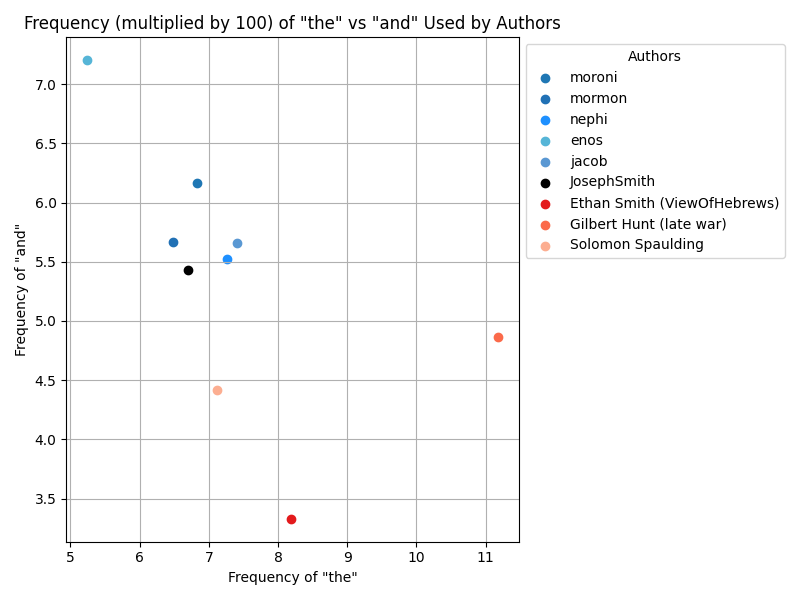 Frequency (multiplied by 100) of "the" vs "and" Used by Authors
Frequency of "and"
7.0
6.5
6.0
5.5
5.0
4.5
4.0
3.5
5
6
7
8
9
10
11
Frequency of "the"
Authors
moroni
mormon
nephi
enos
jacob
JosephSmith
Ethan Smith (ViewOfHebrews)
Gilbert Hunt (late war)
Solomon Spaulding